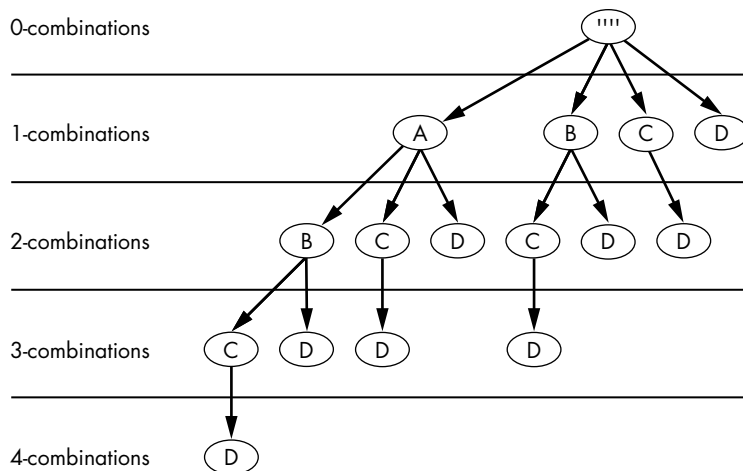 0-combinations """"
1-combinations A B C D
2-combinations B C D C D D
3-combinations C D D D
4-combinations D